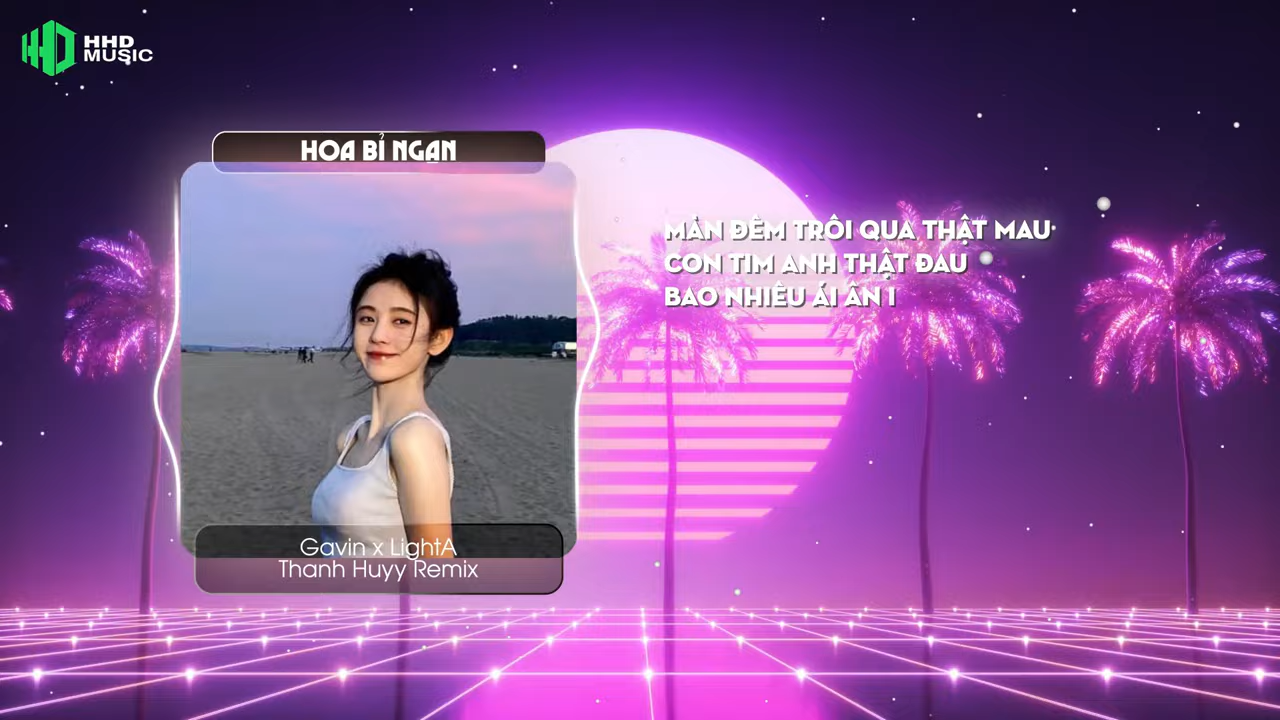 HHD
MUSIC
HOA BỈ NGẠN
MÀN ĐÊM TRÔI QUA THẬT MAU
CON TIM ANH THẬT ĐAU
BAO NHIÊU ÁI ÂN I
Gavin x LightA
Thanh Huyy Remix